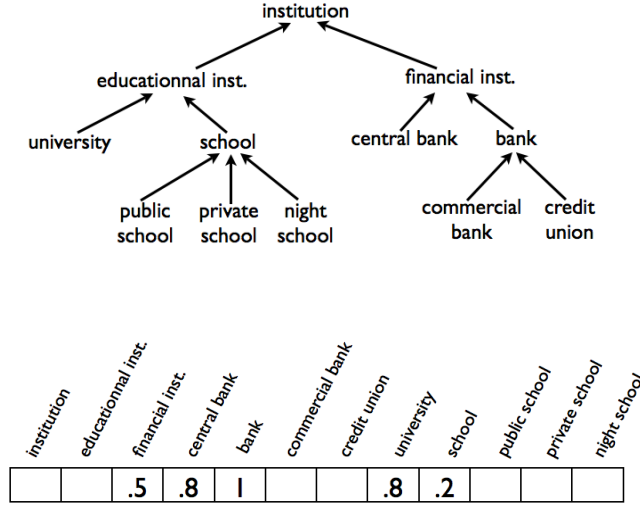 institution
educationnal inst. financial inst.
university school central bank bank
public private night commercial credit
school school school bank union
institution educationnal inst. financial inst. central bank bank commercial bank credit union university school public school private school night school
.5 .8 1 .8 .2